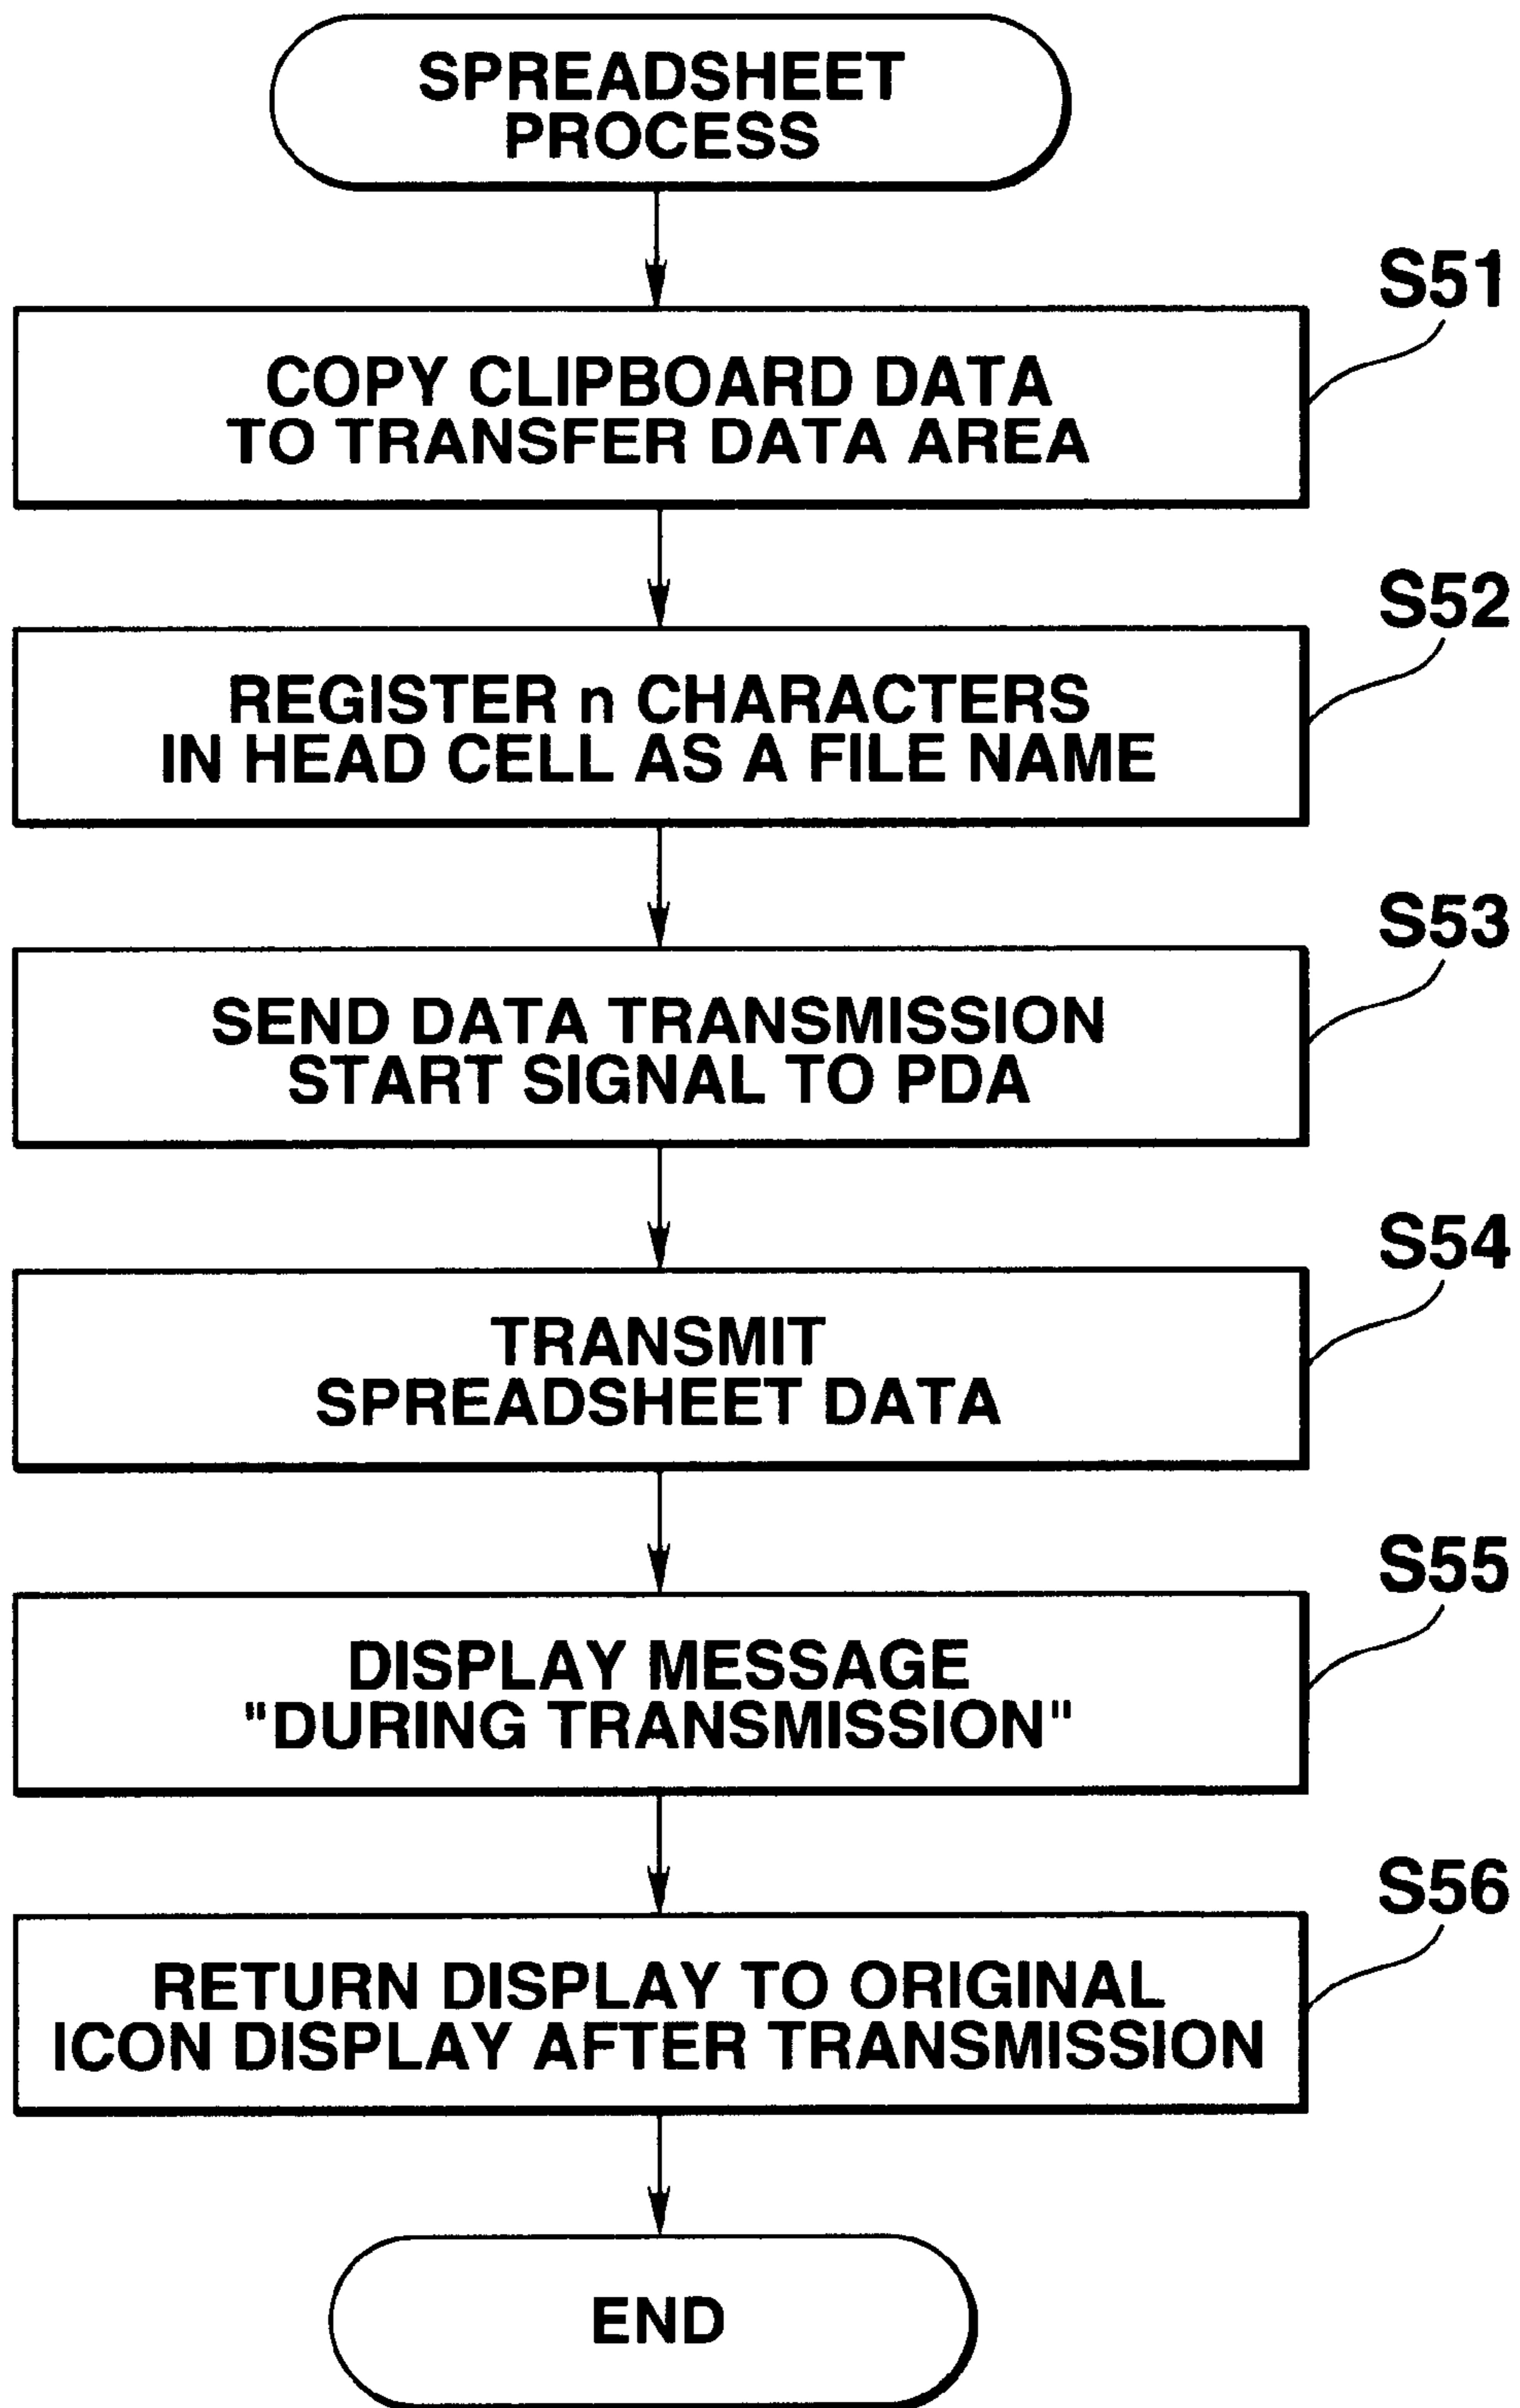 SPREADSHEET
PROCESS
S51
COPY CLIPBOARD DATA
TO TRANSFER DATA AREA
S52
REGISTER n CHARACTERS
IN HEAD CELL AS A FILE NAME
S53
SEND DATA TRANSMISSION
START SIGNAL TO PDA
S54
TRANSMIT
SPREADSHEET DATA
S55
DISPLAY MESSAGE
"DURING TRANSMISSION"
S56
RETURN DISPLAY TO ORIGINAL
ICON DISPLAY AFTER TRANSMISSION
END